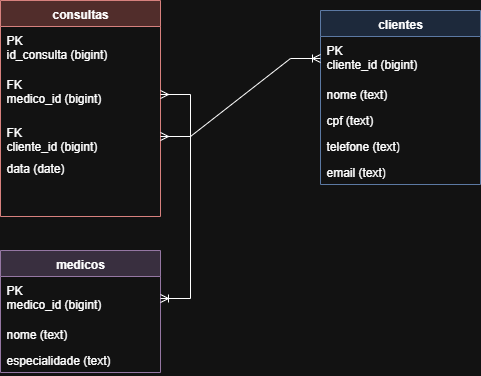 consultas
PK
id_consulta (bigint)
FK
medico_id (bigint)
FK
cliente_id (bigint)
data (date)
clientes
PK
cliente_id (bigint)
nome (text)
cpf (text)
telefone (text)
email (text)
medicos
PK
medico_id (bigint)
nome (text)
especialidade (text)